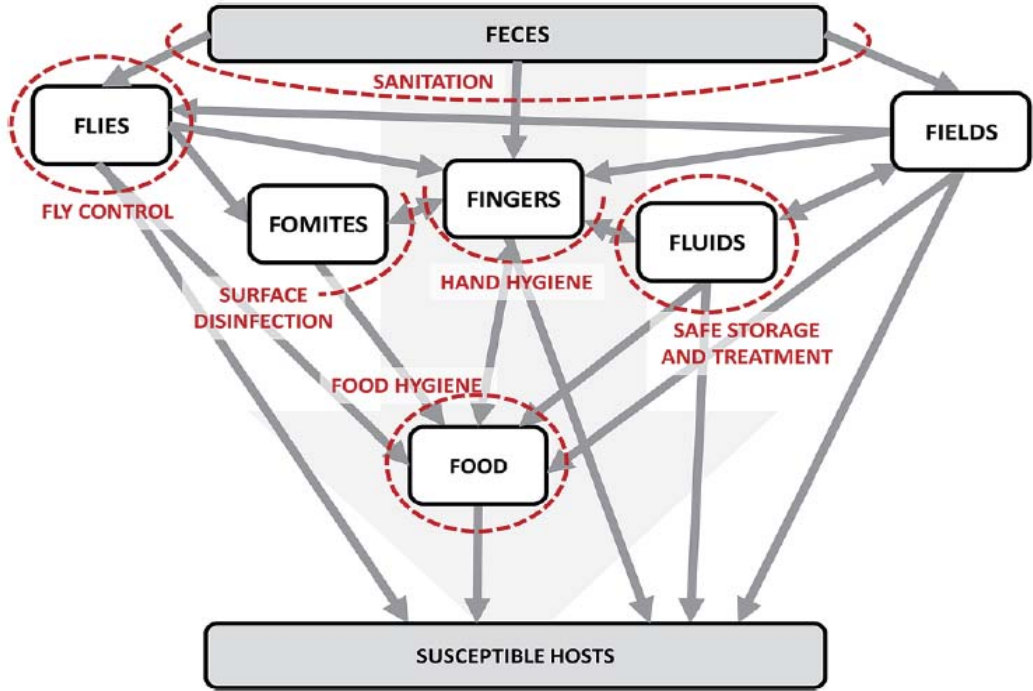 FECES
SANITATION
FLIES
FIELDS
FINGERS
FLY CONTROL
FOMITES
FLUIDS
HAND HYGIENE
SURFACE
DISINFECTION
SAFE STORAGE
AND TREATMENT
FOOD HYGIENE
FOOD
SUSCEPTIBLE HOSTS